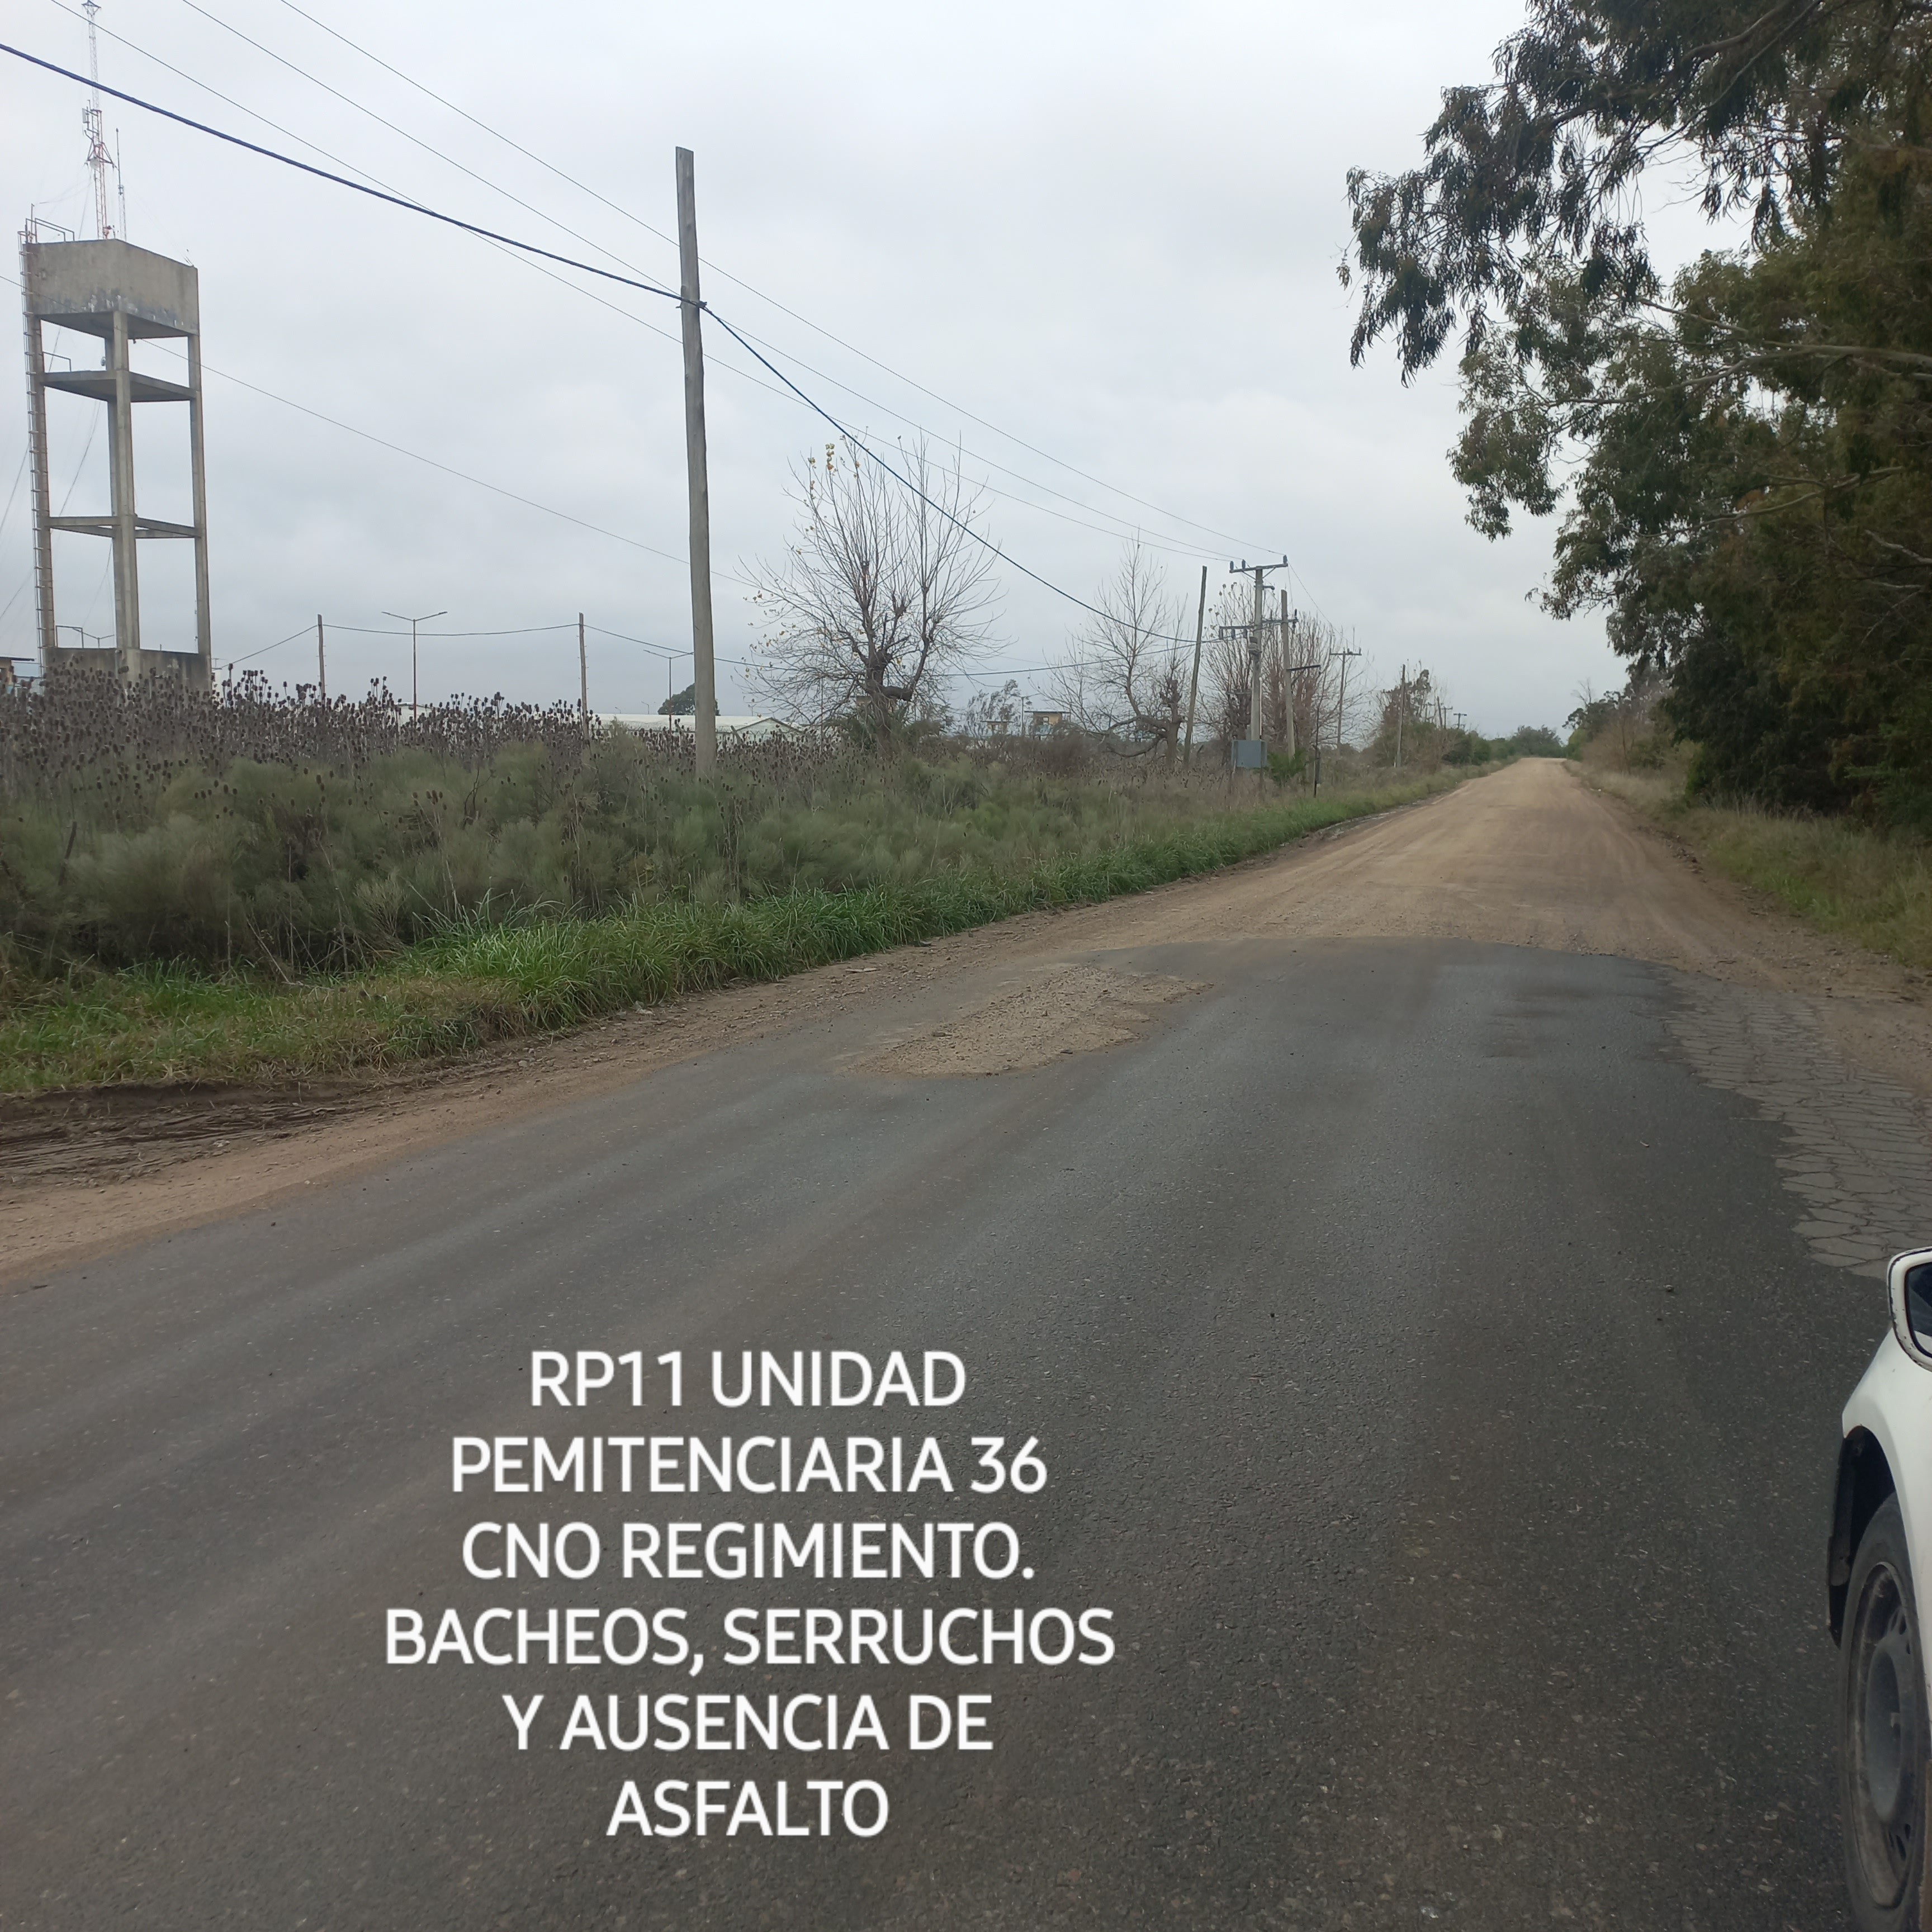 RP11 UNIDAD
PEMITENCIARIA 36
CNO REGIMIENTO.
BACHEOS, SERRUCHOS
Y AUSENCIA DE
ASFALTO